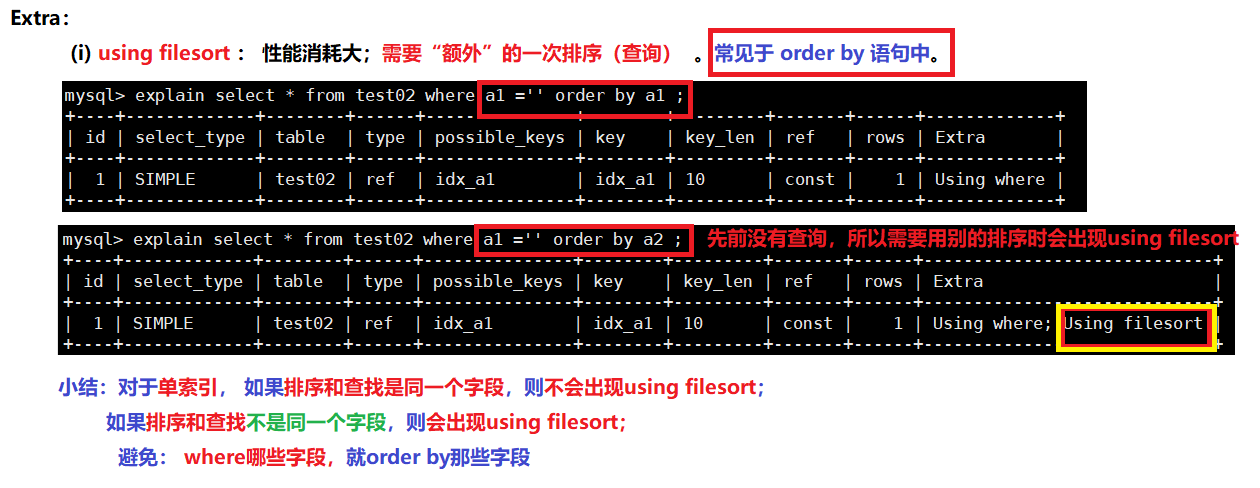 Extra：
(i) using filesort ： 性能消耗大；需要“额外”的一次排序（查询） 。常见于 order by 语句中。
mysql> explain select * from test02 where a1 ='' order by a1 ;
+----+-------------+--------+------+---------------+--------+---------+-------+------+-------------+
| id | select_type | table  | type | possible_keys | key    | key_len | ref   | rows | Extra       |
+----+-------------+--------+------+---------------+--------+---------+-------+------+-------------+
|  1 | SIMPLE      | test02 | ref  | idx_a1        | idx_a1 | 10      | const |    1 | Using where |
+----+-------------+--------+------+---------------+--------+---------+-------+------+-------------+
mysql> explain select * from test02 where a1 ='' order by a2 ; 先前没有查询，所以需要用别的排序时会出现using filesort
+----+-------------+--------+------+---------------+--------+---------+-------+------+-----------------------------+
| id | select_type | table  | type | possible_keys | key    | key_len | ref   | rows | Extra                       |
+----+-------------+--------+------+---------------+--------+---------+-------+------+-----------------------------+
|  1 | SIMPLE      | test02 | ref  | idx_a1        | idx_a1 | 10      | const |    1 | Using where; Using filesort |
+----+-------------+--------+------+---------------+--------+---------+-------+------+-----------------------------+
小结：对于单索引， 如果排序和查找是同一个字段，则不会出现using filesort；
如果排序和查找不是同一个字段，则会出现using filesort；
避免： where哪些字段，就order by那些字段